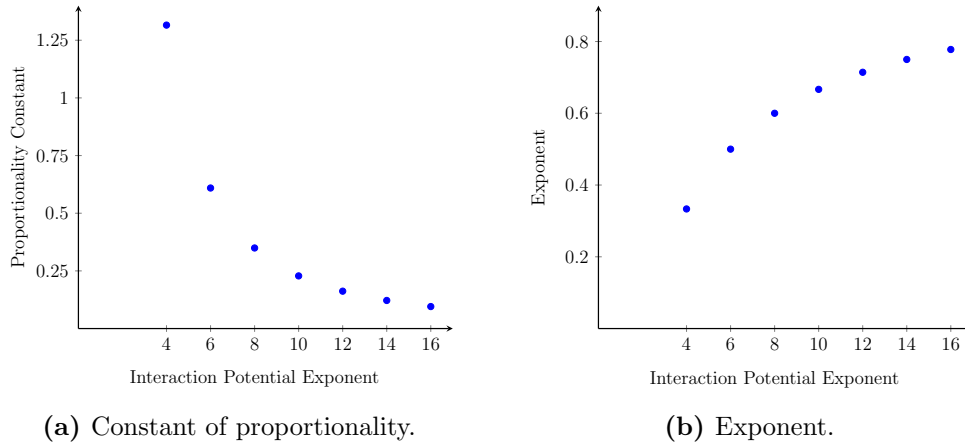 1.25
1
0.75
0.5
0.25
Proportionality Constant
4 6 8 10 12 14 16
Interaction Potential Exponent
(a) Constant of proportionality.
0.8
0.6
0.4
0.2
Exponent
4 6 8 10 12 14 16
Interaction Potential Exponent
(b) Exponent.